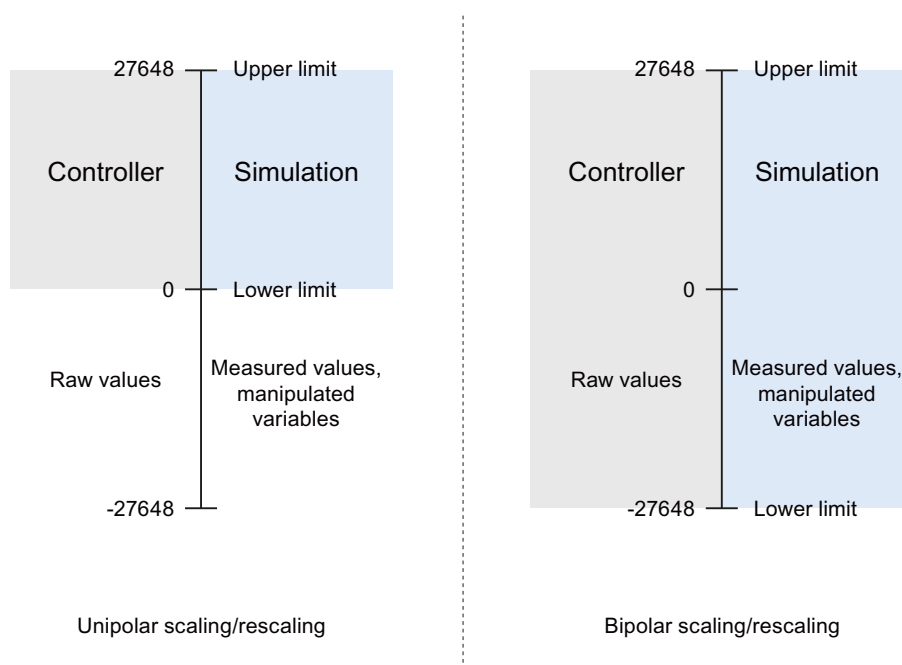 27648 Upper limit
Controller Simulation
0 Lower limit
Raw values
Measured values,
manipulated
variables
-27648
Unipolar scaling/rescaling
27648 Upper limit
Controller Simulation
0
Raw values
Measured values,
manipulated
variables
-27648 Lower limit
Bipolar scaling/rescaling